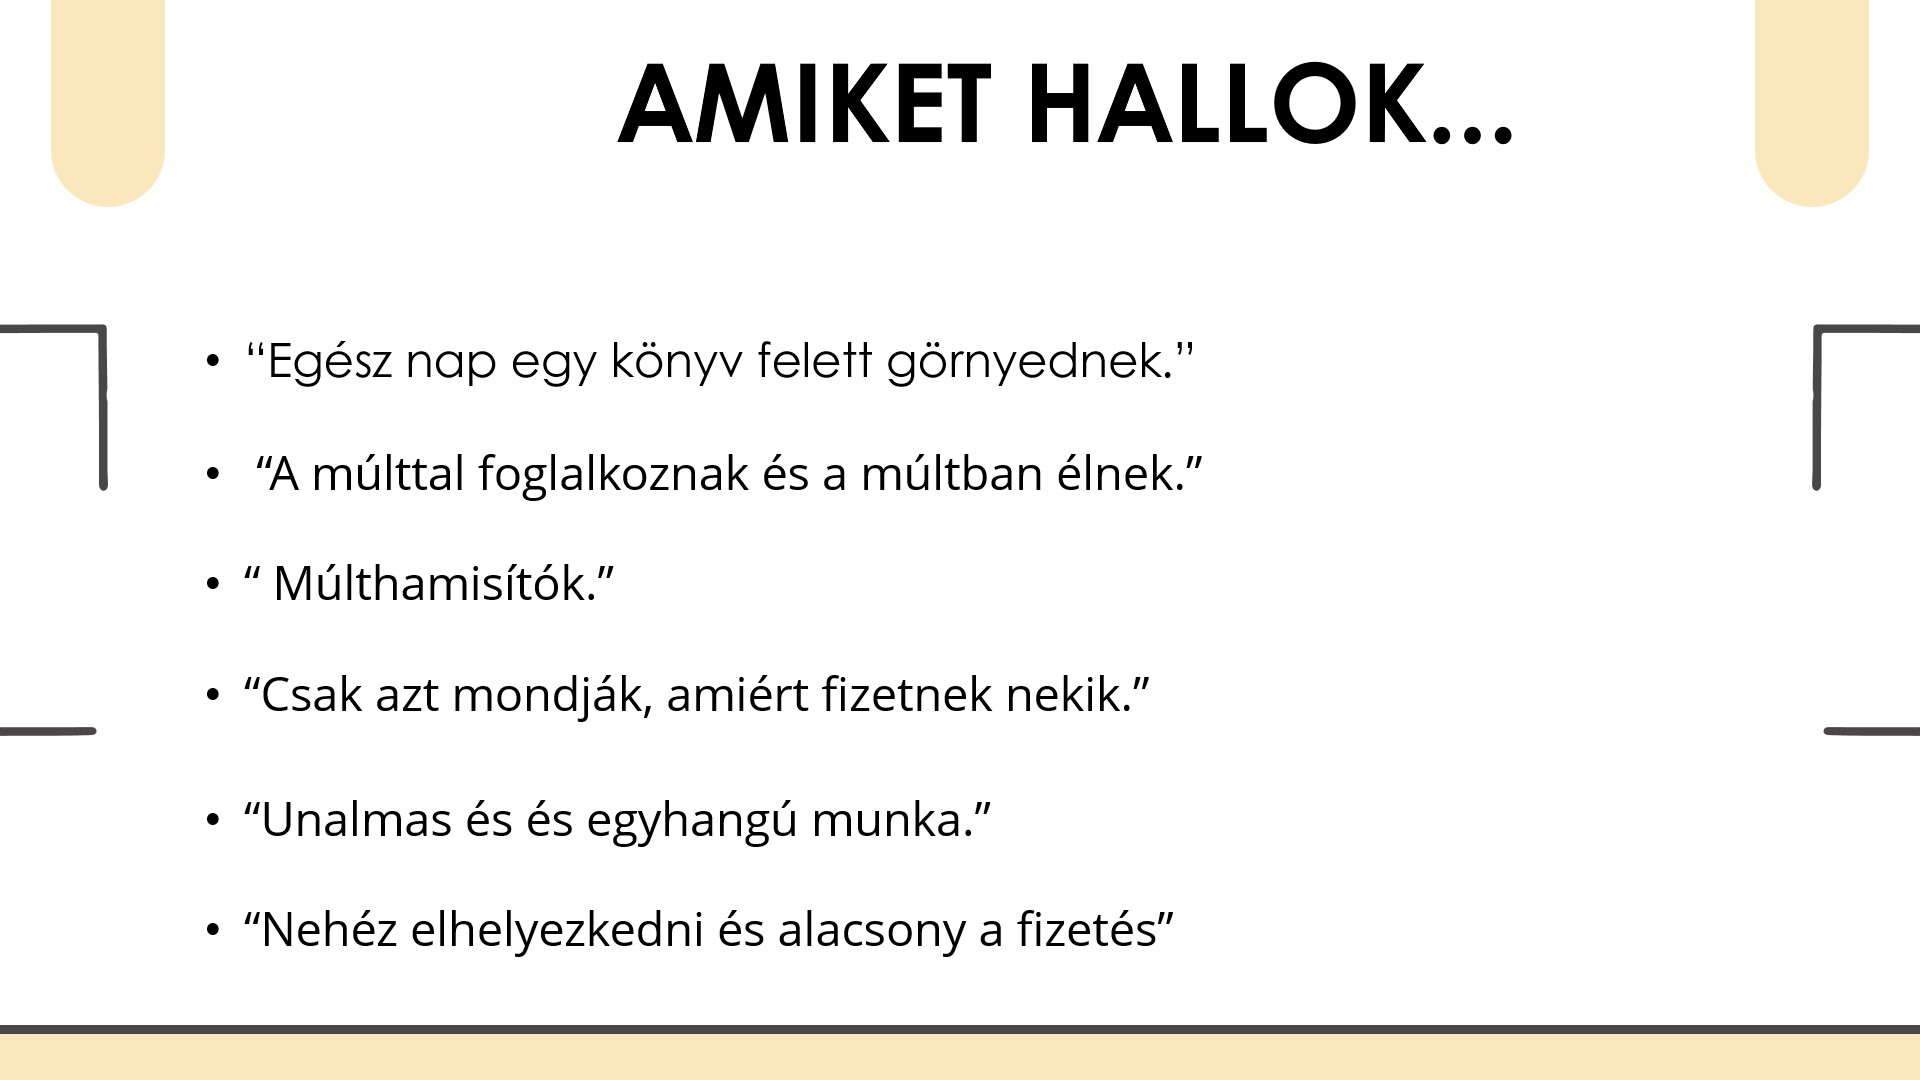 AMIKET HALLOK...
• “Egész nap egy könyv felett görnyednek.”
• “A múlttal foglalkoznak és a múltban élnek.”
• “ Múlthamisítók.”
• “Csak azt mondják, amiért fizetnek nekik.”
• “Unalmas és és egyhangú munka.”
• “Nehéz elhelyezkedni és alacsony a fizetés”